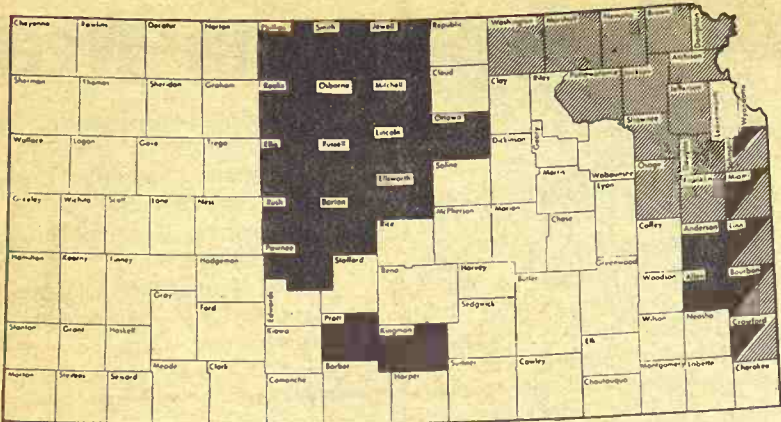 Cheyenne Rawlins Decatur Norton Phillips Smith Jewell Republic Washington Marshall Nemaha Brown Doniphan
Sherman Thomas Sheridan Graham Rooks Osborne Mitchell Cloud Clay Riley Pottawatomie Jackson Atchison
Jefferson Leavenworth Wyandotte
Wallace Logan Gove Trego Ellis Russell Lincoln Ottawa Saline Dickinson Geary Morris Wabaunsee Shawnee Osage Douglas
Greeley Wichita Scott Lane Ness Rush Barton Ellsworth McPherson Marion Chase Lyon Coffey Franklin Miami
Hamilton Kearny Finney Hodgeman Pawnee Stafford Rice Reno Harvey Butler Greenwood Woodson Anderson Linn
Allen Bourbon
Stanton Grant Haskell Gray Ford Edwards Kiowa Pratt Kingman Sedgwick Elk Wilson Neosho Crawford
Morton Stevens Seward Meade Clark Comanche Barber Harper Sumner Cowley Chautauqua Montgomery Labette Cherokee